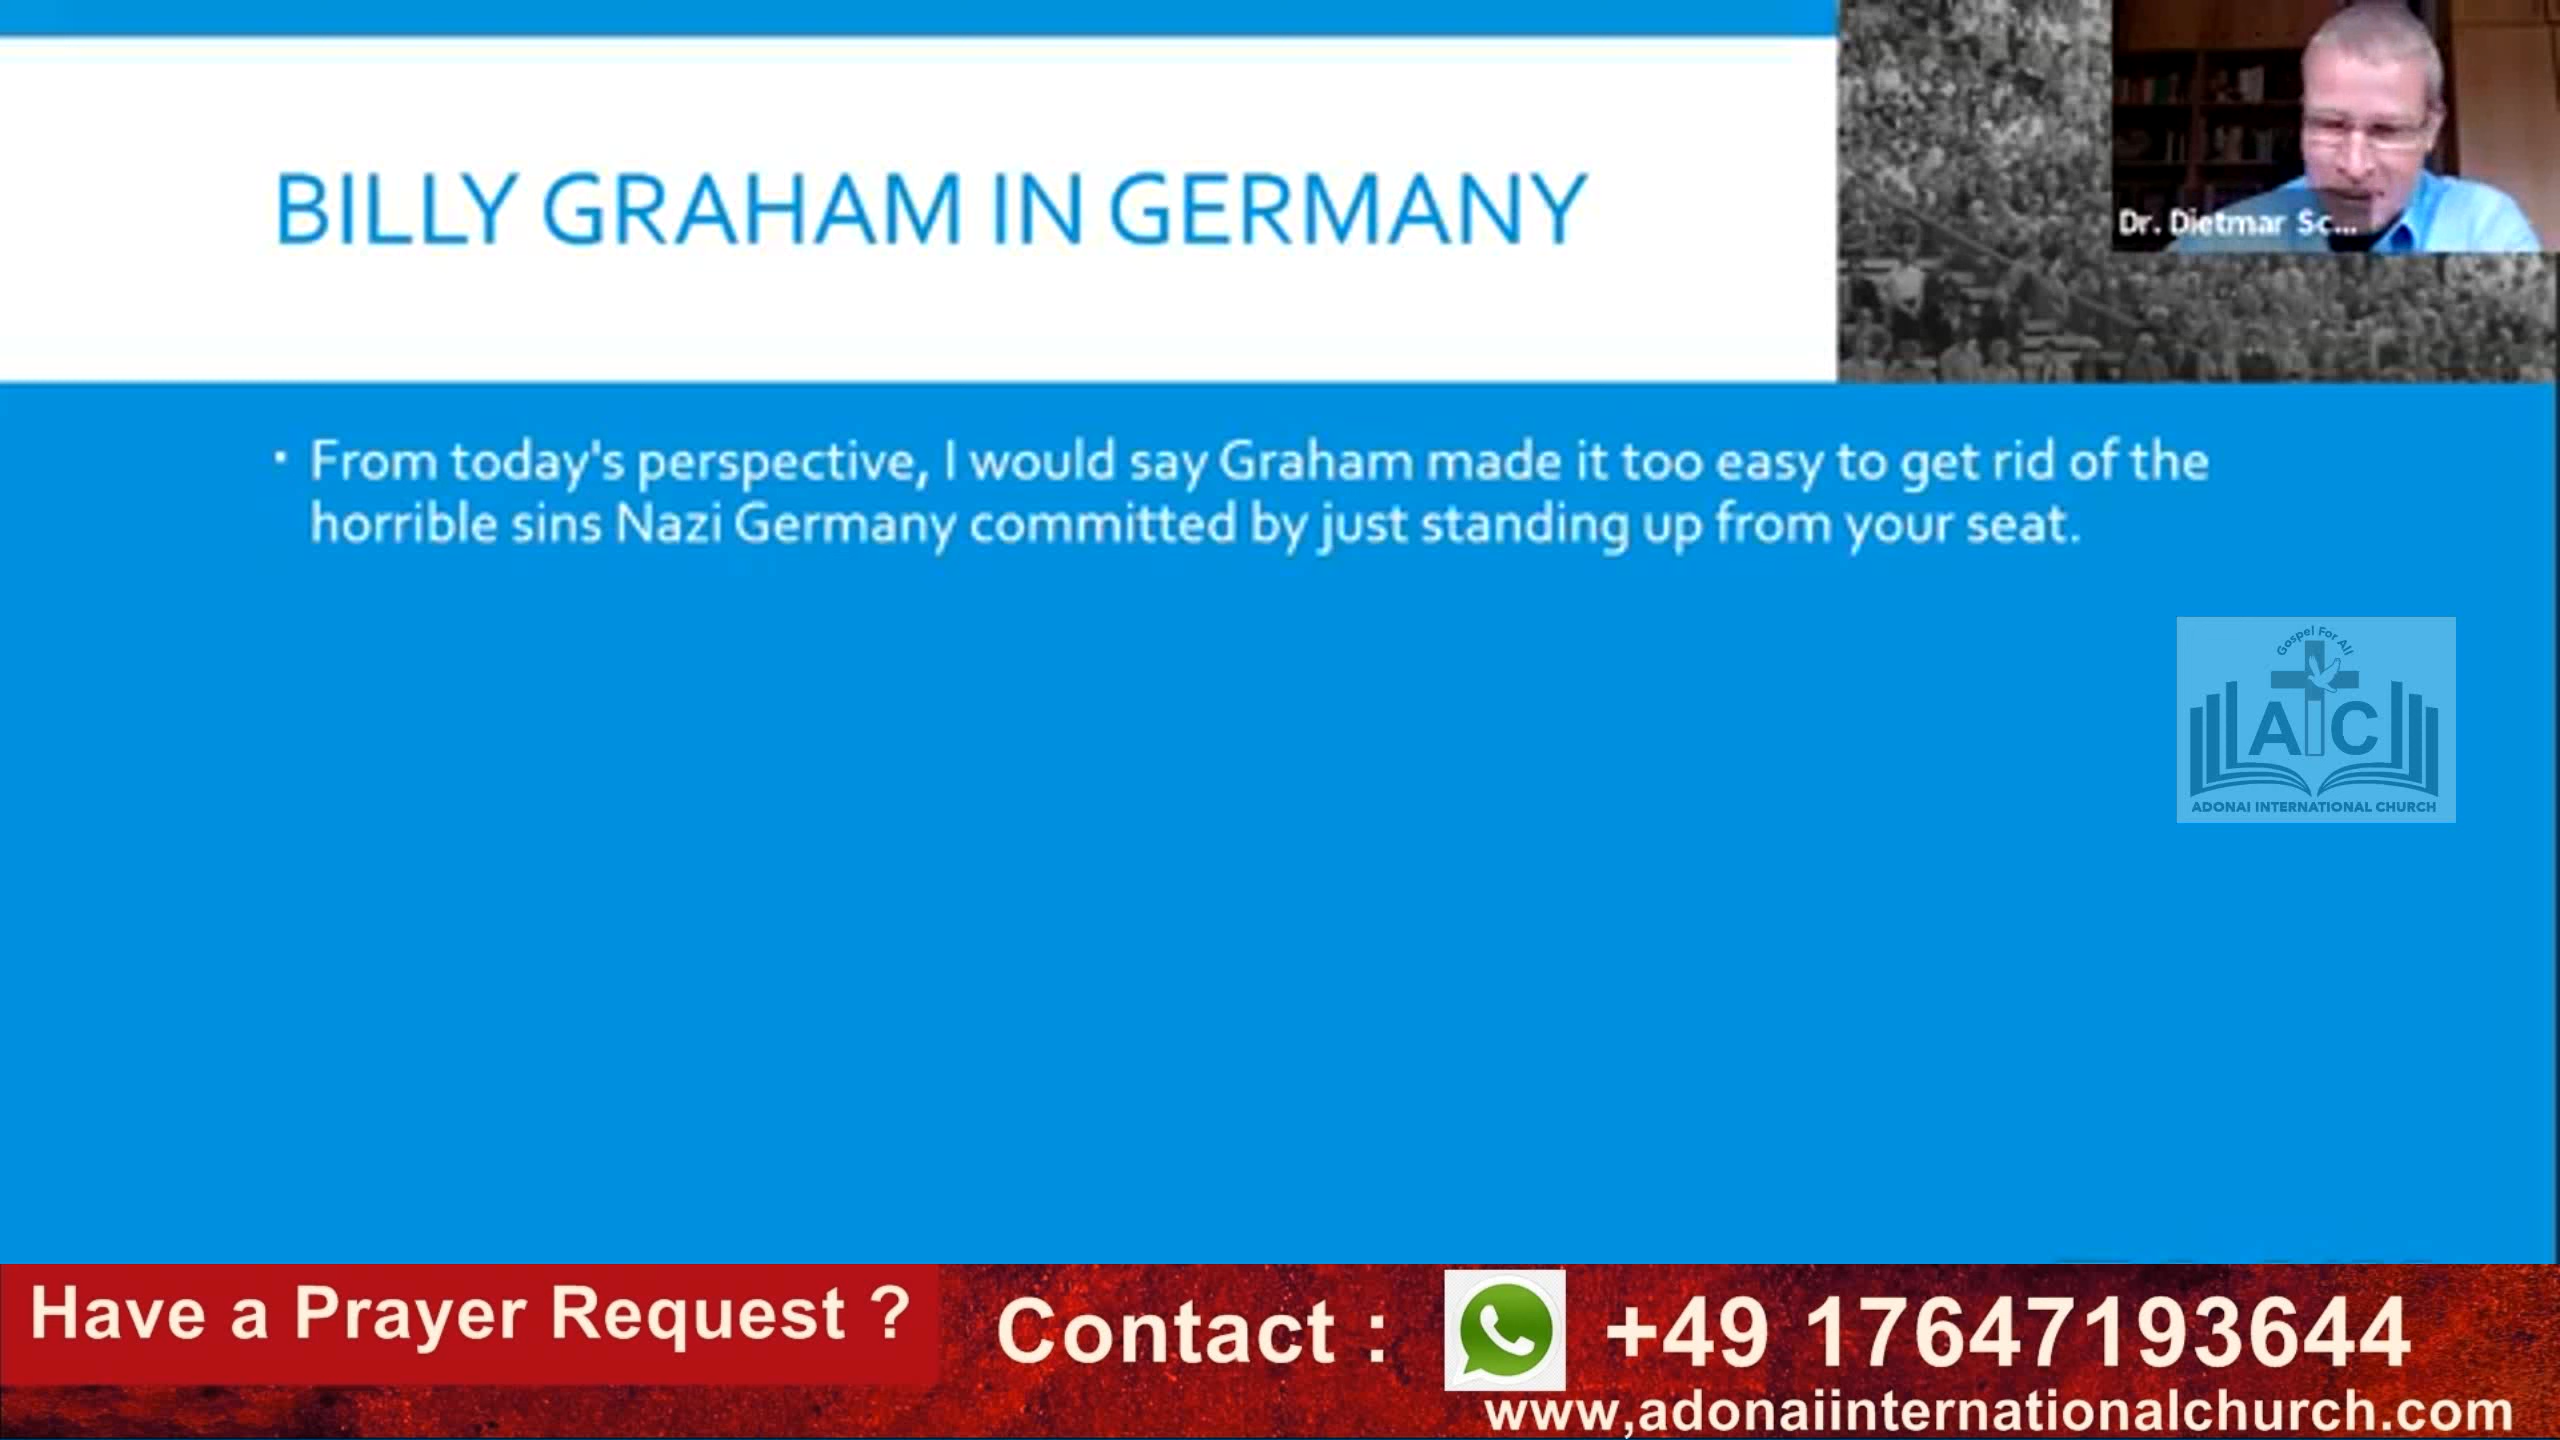 BILLY GRAHAM IN GERMANY
Dr. Dietmar Sc...
• From today's perspective, I would say Graham made it too easy to get rid of the
horrible sins Nazi Germany committed by just standing up from your seat.
Gospel For All
AIC
ADONAI INTERNATIONAL CHURCH
Have a Prayer Request ?
Contact :
+49 17647193644
www,adonaiinternationalchurch.com